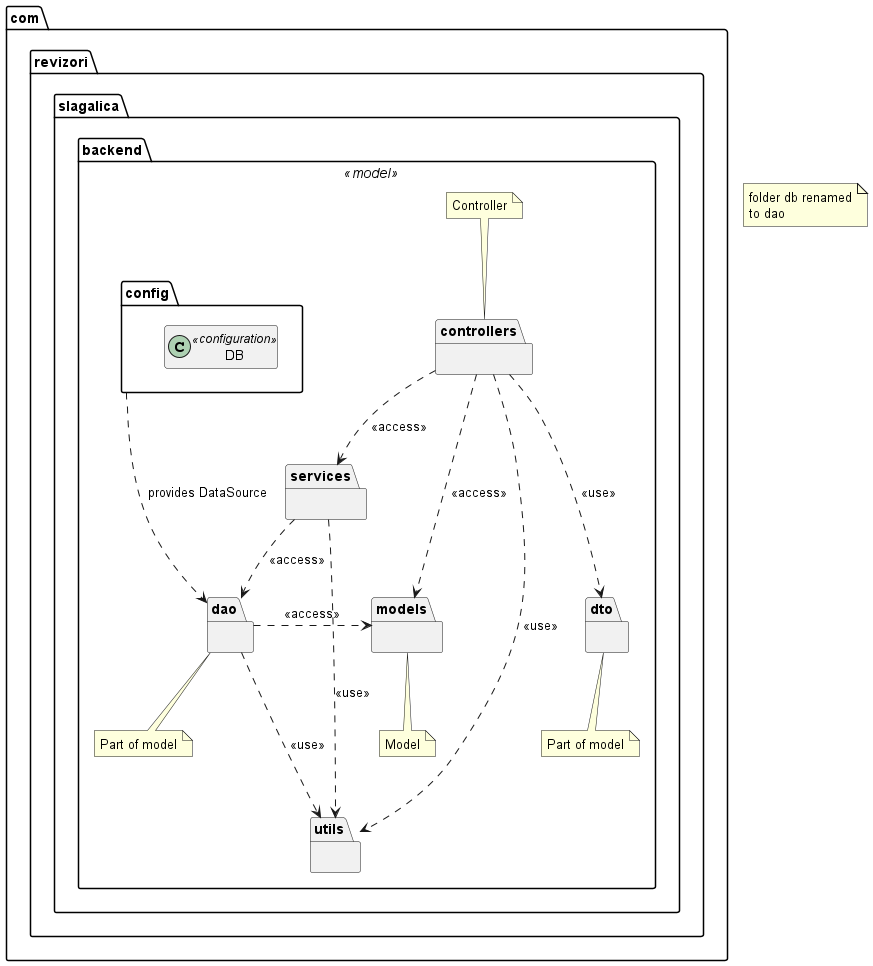 com
revizori
slagalica
backend
«model»
folder db renamed
to dao
Controller
config
«configuration»
C
DB
controllers
«access»
services
provides DataSource
«access»
«use»
«access»
dao
models
dto
«access»
«use»
«use»
Part of model
«use»
Model
Part of model
utils